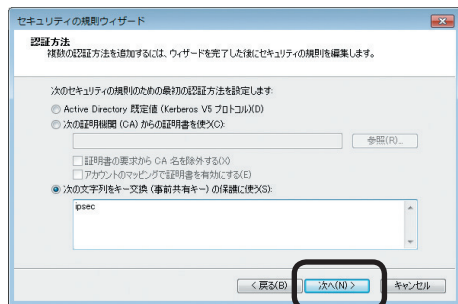 セキュリティの規則ウィザード
認証方法
複数の認証方法を追加するには、ウィザードを完了した後にセキュリティの規則を編集します。
次のセキュリティの規則のための最初の認証方法を設定します:
Active Directory 既定値 (Kerberos V5 プロトコル)(D)
次の証明機関 (CA) からの証明書を使う(C):
参照(R)...
証明書の要求から CA 名を除外する(X)
アカウントのマッピングで証明書を有効にする(E)
次の文字列をキー交換 (事前共有キー) の保護に使う(S):
ipsec
< 戻る(B)
次へ(N) >
キャンセル